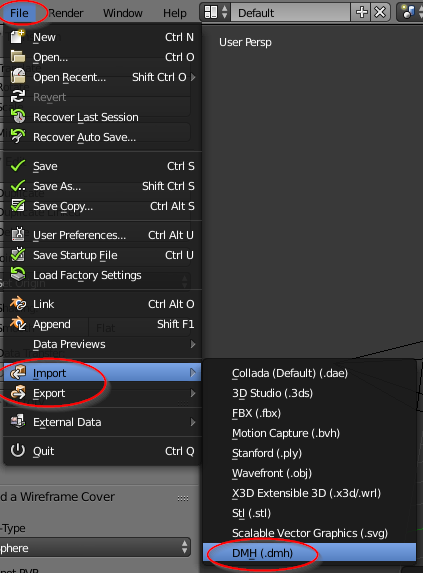 File Render Window Help Default
New Ctrl N
User Persp
Open... Ctrl O
Open Recent... Shift Ctrl O
Revert
Recover Last Session
Recover Auto Save...
Save Ctrl S
Save As... Shift Ctrl S
Save Copy... Ctrl Alt S
User Preferences... Ctrl Alt U
Save Startup File Ctrl U
Load Factory Settings
Link Ctrl Alt O
Append Shift F1
Data Previews
Import
Export
External Data
Quit Ctrl Q
Collada (Default) (.dae)
3D Studio (.3ds)
FBX (.fbx)
Motion Capture (.bvh)
Stanford (.ply)
Wavefront (.obj)
X3D Extensible 3D (.x3d/.wrl)
Stl (.stl)
Scalable Vector Graphics (.svg)
DMH (.dmh)
d a Wireframe Cover
-Type
phere